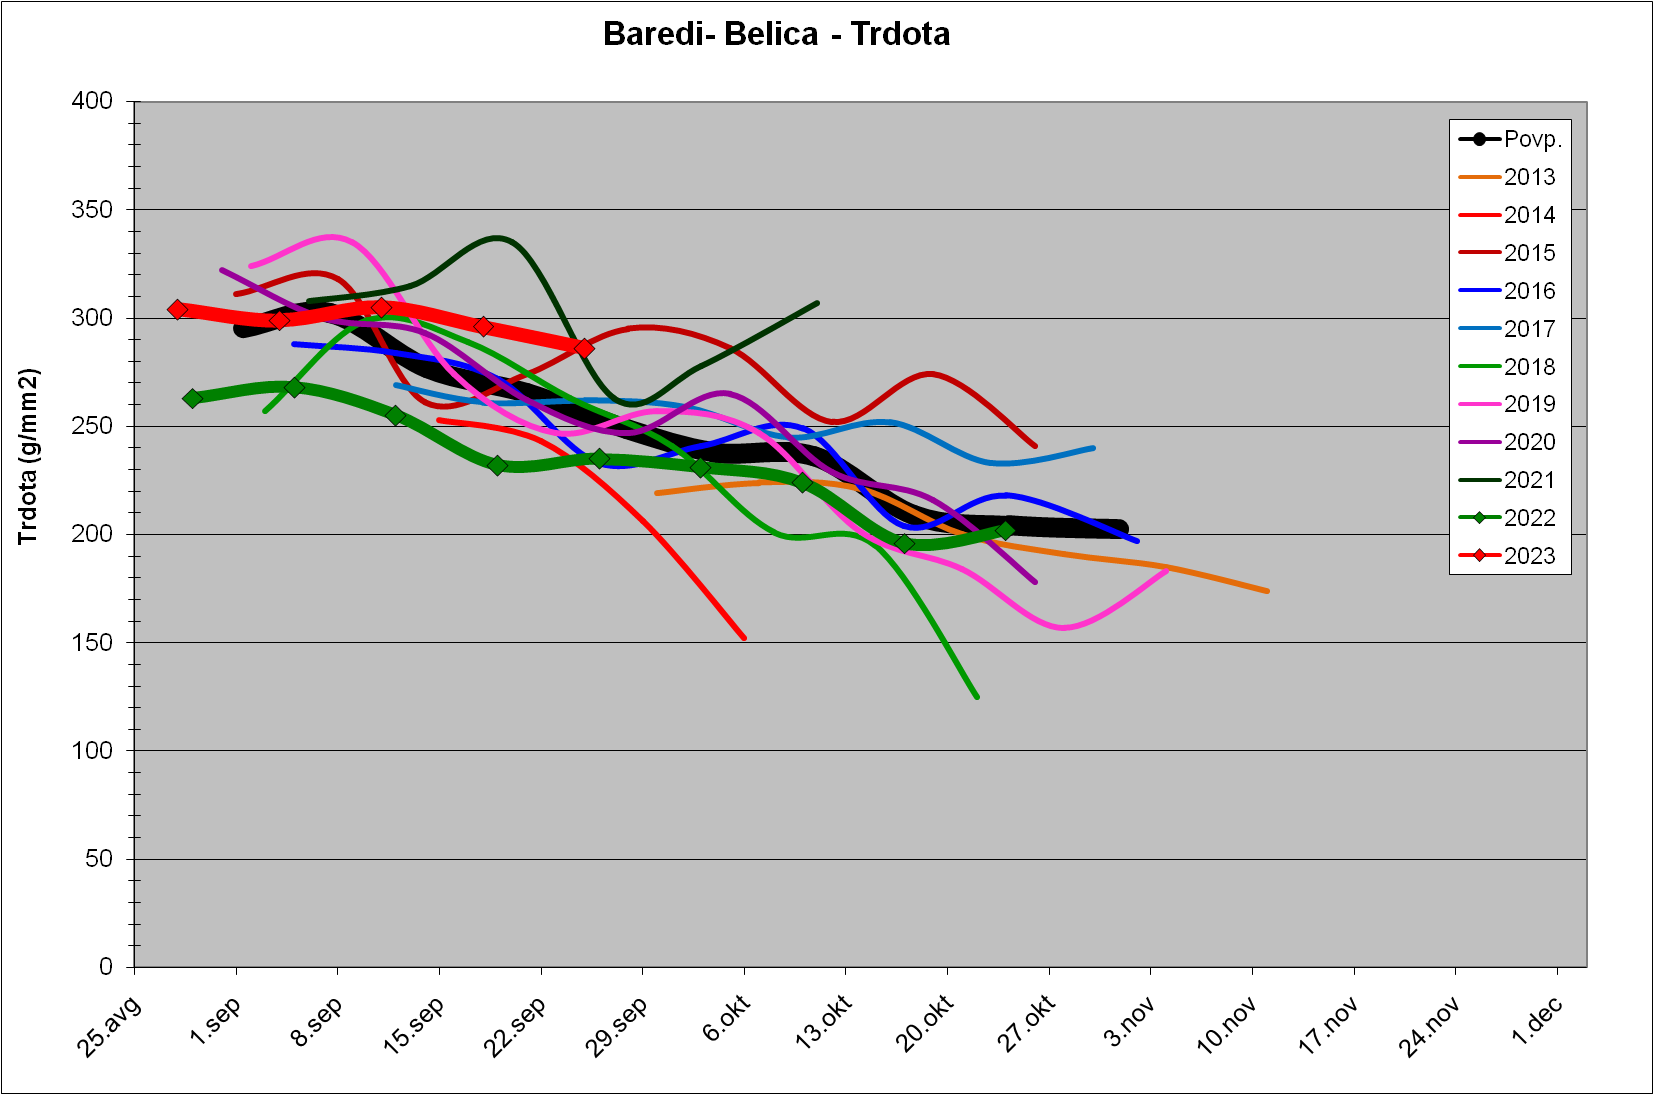 Baredi- Belica - Trdota
Trdota (g/mm2)
400
350
300
250
200
150
100
50
0
25.avg
1.sep
8.sep
15.sep
22.sep
29.sep
6.okt
13.okt
20.okt
27.okt
3.nov
10.nov
17.nov
24.nov
1.dec
Povp.
2013
2014
2015
2016
2017
2018
2019
2020
2021
2022
2023